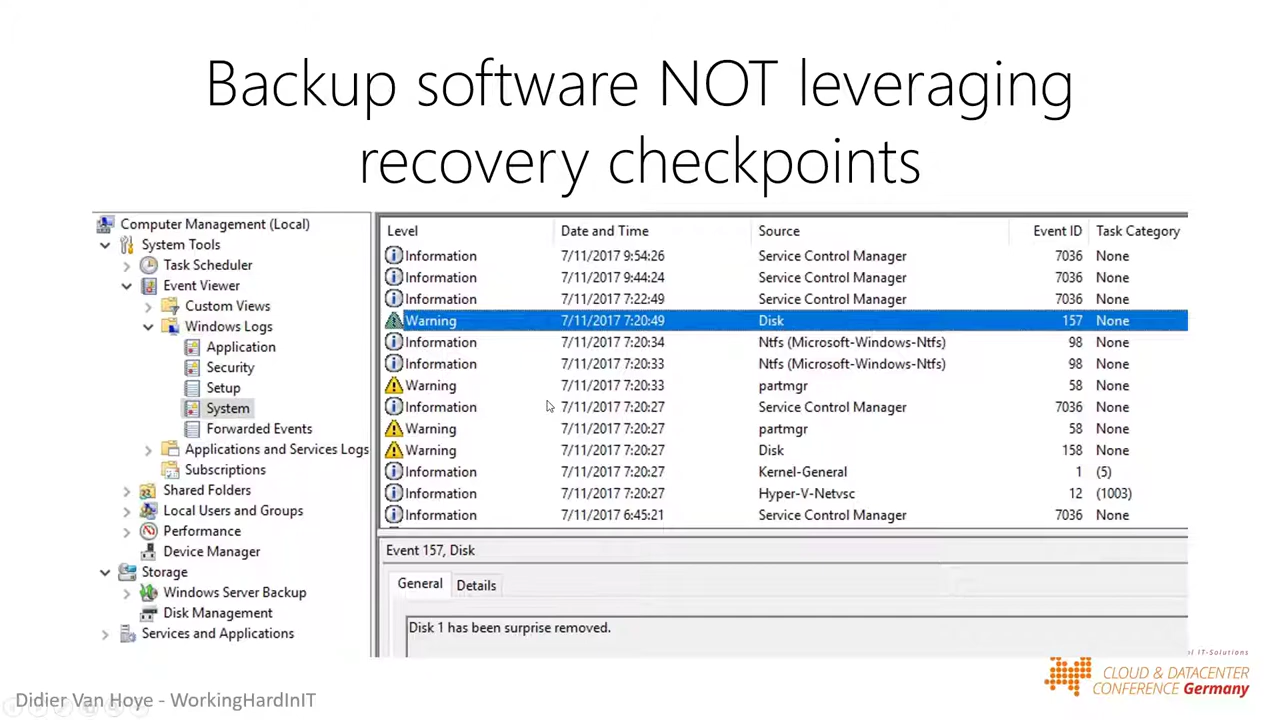 Backup software NOT leveraging
recovery checkpoints
Computer Management (Local)
System Tools
Task Scheduler
Event Viewer
Custom Views
Windows Logs
Application
Security
Setup
System
Forwarded Events
Applications and Services Logs
Subscriptions
Shared Folders
Local Users and Groups
Performance
Device Manager
Storage
Windows Server Backup
Disk Management
Services and Applications
Level Date and Time Source Event ID Task Category
Information 7/11/2017 9:54:26 Service Control Manager 7036 None
Information 7/11/2017 9:44:24 Service Control Manager 7036 None
Information 7/11/2017 7:22:49 Service Control Manager 7036 None
Warning 7/11/2017 7:20:49 Disk 157 None
Information 7/11/2017 7:20:34 Ntfs (Microsoft-Windows-Ntfs) 98 None
Information 7/11/2017 7:20:33 Ntfs (Microsoft-Windows-Ntfs) 98 None
Warning 7/11/2017 7:20:33 partmgr 58 None
Information 7/11/2017 7:20:27 Service Control Manager 7036 None
Warning 7/11/2017 7:20:27 partmgr 58 None
Warning 7/11/2017 7:20:27 Disk 158 None
Information 7/11/2017 7:20:27 Kernel-General 1 (5)
Information 7/11/2017 7:20:27 Hyper-V-Netvsc 12 (1003)
Information 7/11/2017 6:45:21 Service Control Manager 7036 None
Event 157, Disk
General Details
Disk 1 has been surprise removed.
IT-Solutions
CLOUD & DATACENTER
CONFERENCE Germany
Didier Van Hoye - WorkingHardInIT